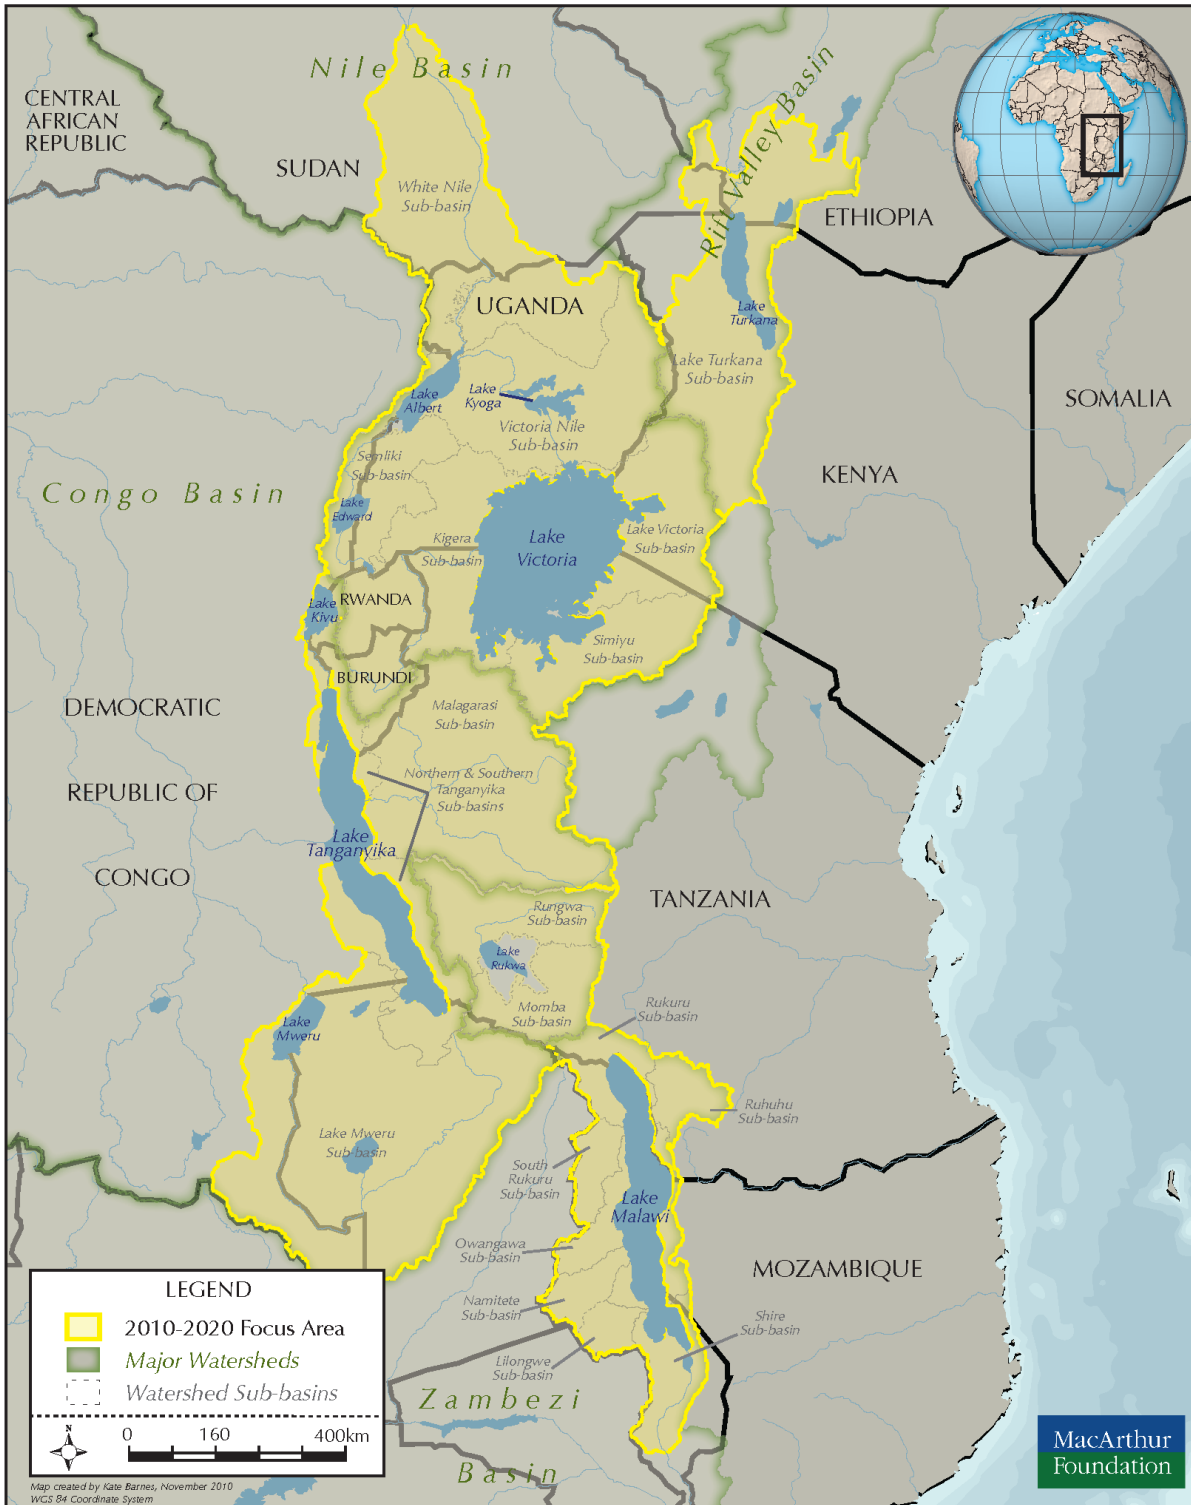 Nile Basin
CENTRAL
AFRICAN
REPUBLIC
SUDAN
White Nile
Sub-basin
Rift Valley Basin
ETHIOPIA
UGANDA
Lake
Turkana
Lake Turkana
Sub-basin
Lake
Albert
Lake
Kyoga
Victoria Nile
Sub-basin
SOMALIA
Semliki
Sub-basin
KENYA
Congo Basin
Lake
Edward
Kigera
Sub-basin
Lake
Victoria
Lake Victoria
Sub-basin
Lake
Kivu
RWANDA
Simiyu
Sub-basin
BURUNDI
DEMOCRATIC
REPUBLIC OF
CONGO
Malagarasi
Sub-basin
Northern & Southern
Tanganyika
Sub-basins
Lake
Tanganyika
TANZANIA
Rungwa
Sub-basin
Lake
Rukwa
Momba
Sub-basin
Rukuru
Sub-basin
Lake
Mweru
Ruhuhu
Sub-basin
Lake Mweru
Sub-basin
South
Rukuru
Sub-basin
Lake
Malawi
Owangawa
Sub-basin
MOZAMBIQUE
Namitete
Sub-basin
Shire
Sub-basin
Lilongwe
Sub-basin
Zambezi
Basin
LEGEND
2010-2020 Focus Area
Major Watersheds
Watershed Sub-basins
N
0 160 400km
Map created by Kate Barnes, November 2010
WGS 84 Coordinate System
MacArthur
Foundation